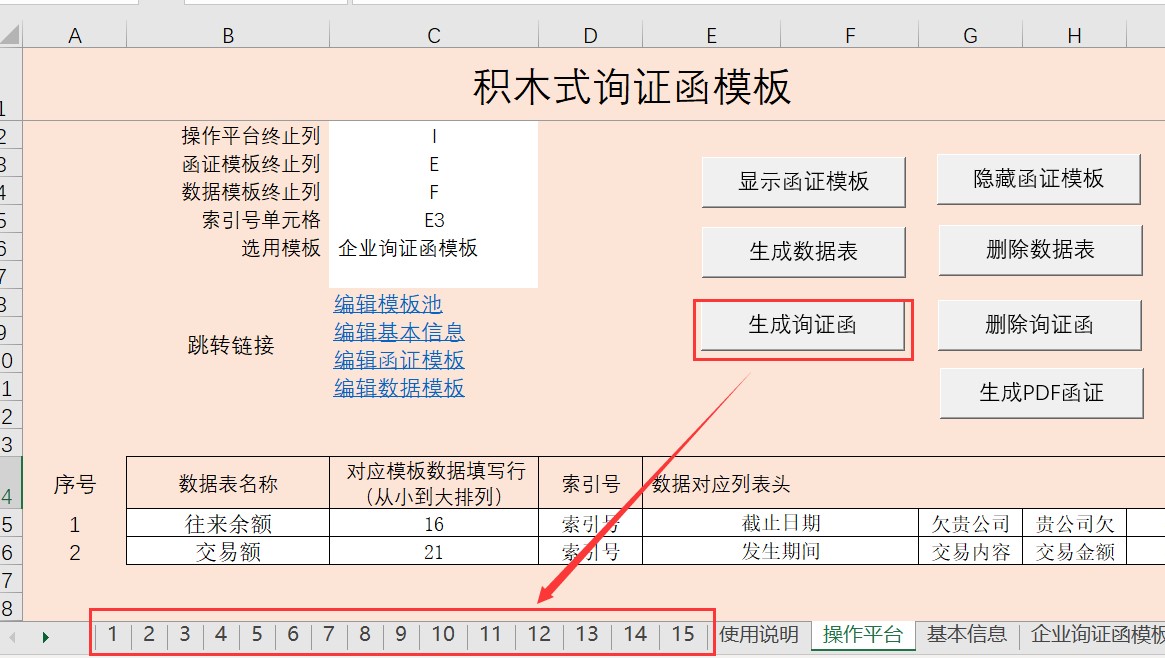 A B C D E F G H
积木式询证函模板
1
2 操作平台终止列 I
3 函证模板终止列 E
4 数据模板终止列 F
5 索引号单元格 E3
6 选用模板 企业询证函模板
7
显示函证模板 隐藏函证模板
生成数据表 删除数据表
生成询证函 删除询证函
生成PDF函证
8 编辑模板池
9 编辑基本信息
跳转链接
0 编辑函证模板
1 编辑数据模板
2
3
4 序号 数据表名称 对应模板数据填写行 索引号 数据对应列表头
（从小到大排列）
5 1 往来余额 16 索引号 截止日期 欠贵公司 贵公司欠
6 2 交易额 21 索引号 发生期间 交易内容 交易金额
7
8
1 2 3 4 5 6 7 8 9 10 11 12 13 14 15 使用说明 操作平台 基本信息 企业询证函模板